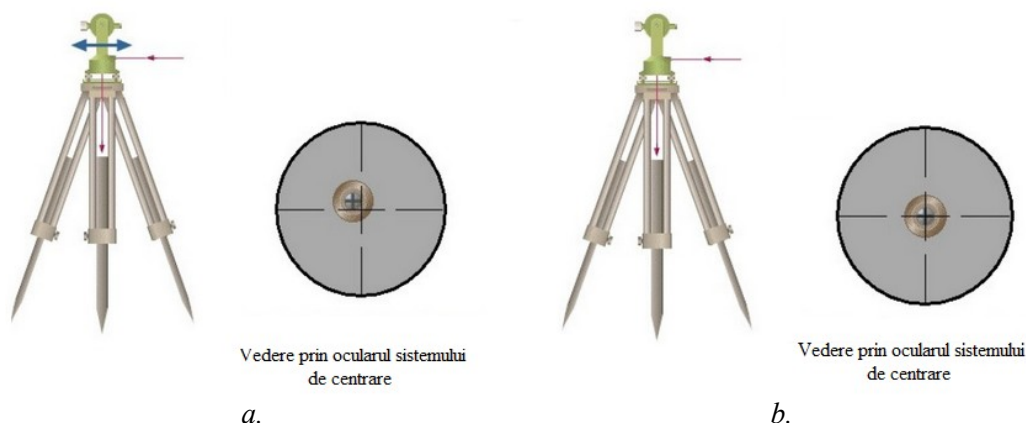 Vedere prin ocularul sistemului
de centrare
a.
Vedere prin ocularul sistemului
de centrare
b.